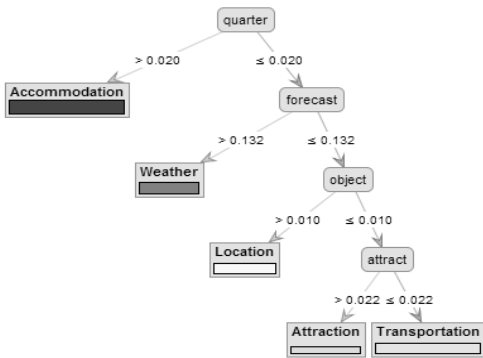 quarter
> 0.020
≤ 0.020
Accommodation
forecast
> 0.132
≤ 0.132
Weather
object
> 0.010
≤ 0.010
Location
attract
> 0.022
≤ 0.022
Attraction
Transportation